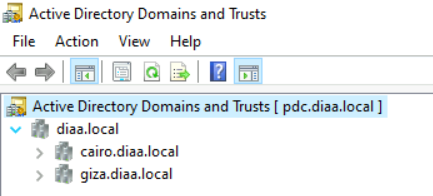 Active Directory Domains and Trusts
File Action View Help
Active Directory Domains and Trusts [ pdc.diaa.local ]
diaa.local
cairo.diaa.local
giza.diaa.local